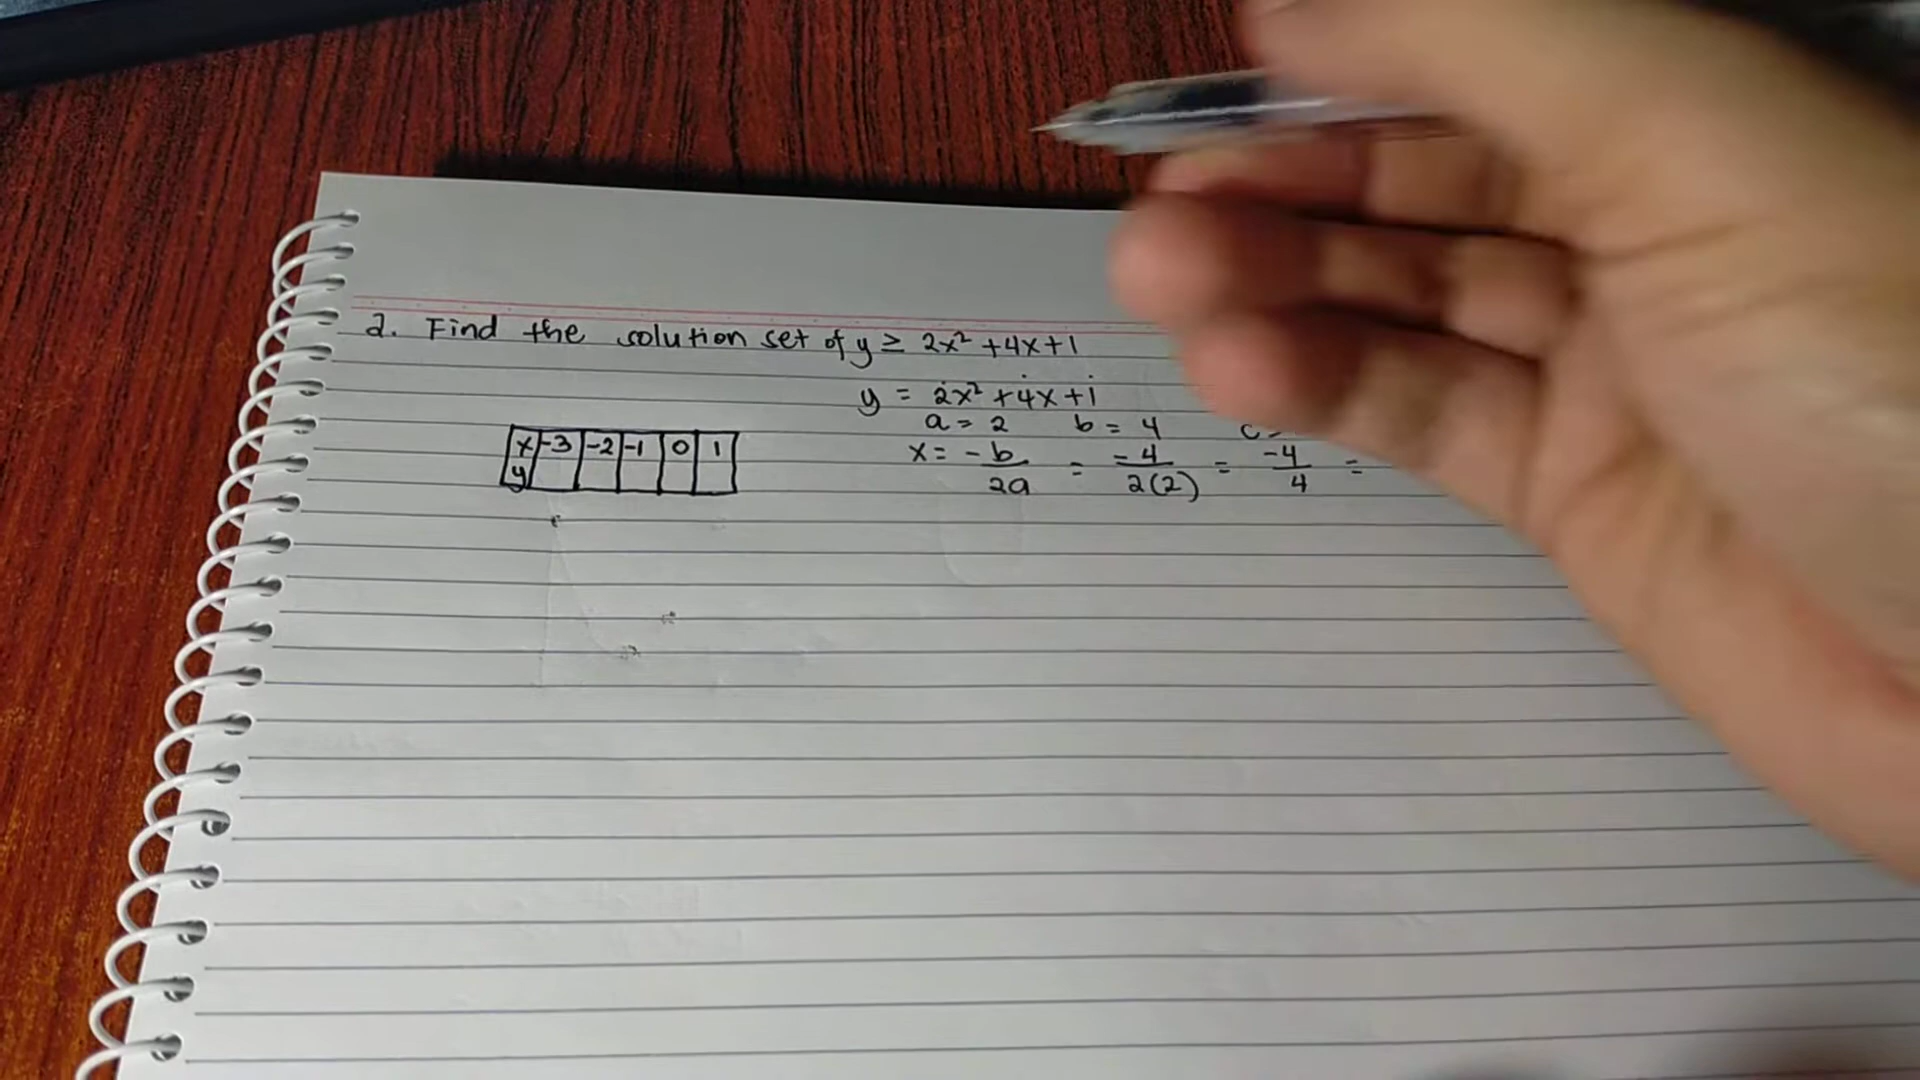 2. Find the solution set of y ≥ 2x² + 4x + 1
y = 2x² + 4x + 1
a = 2 b = 4 c =
x -3 -2 -1 0 1
y
x = -b/2a = -4/2(2) = -4/4 =